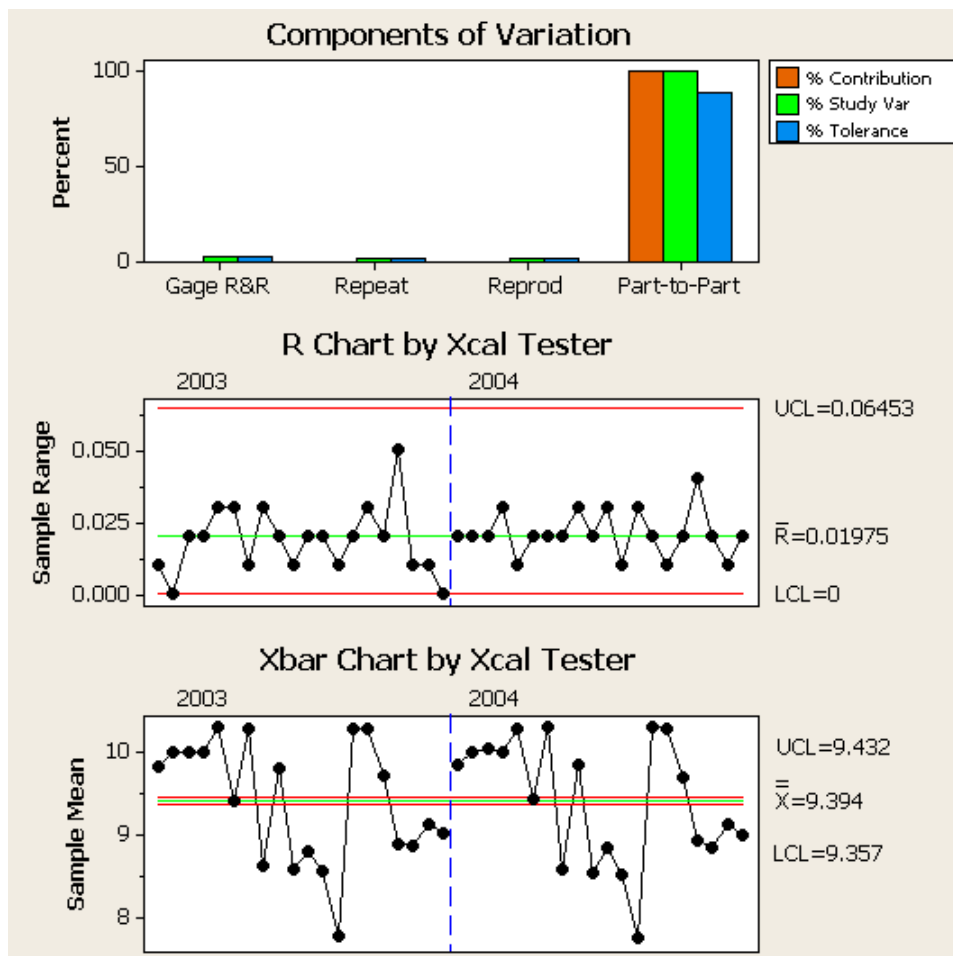 Components of Variation
100
50
0
Percent
Gage R&R Repeat Reprod Part-to-Part
% Contribution
% Study Var
% Tolerance
R Chart by Xcal Tester
2003 2004
0.050
0.025
0.000
Sample Range
UCL=0.06453
R̅=0.01975
LCL=0
Xbar Chart by Xcal Tester
2003 2004
10
9
8
Sample Mean
UCL=9.432
X̿=9.394
LCL=9.357